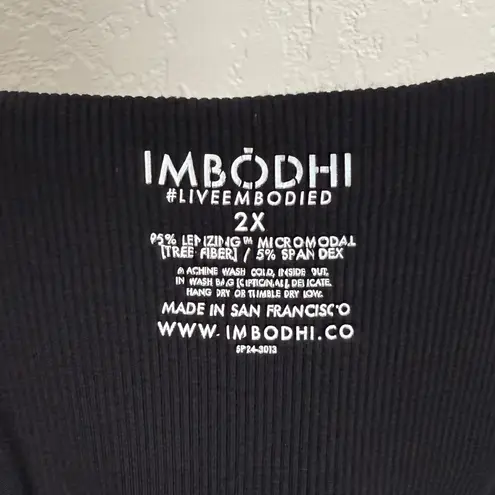 IMBŌDHI
#LIVEEMBODIED
2X
95% LENZING™ MICROMODAL
[TREE FIBER] / 5% SPANDEX
MACHINE WASH COLD, INSIDE OUT,
IN WASH BAG [OPTIONAL], DELICATE.
HANG DRY OR TUMBLE DRY LOW.
MADE IN SAN FRANCISCO
WWW.IMBODHI.CO
SP24-3013